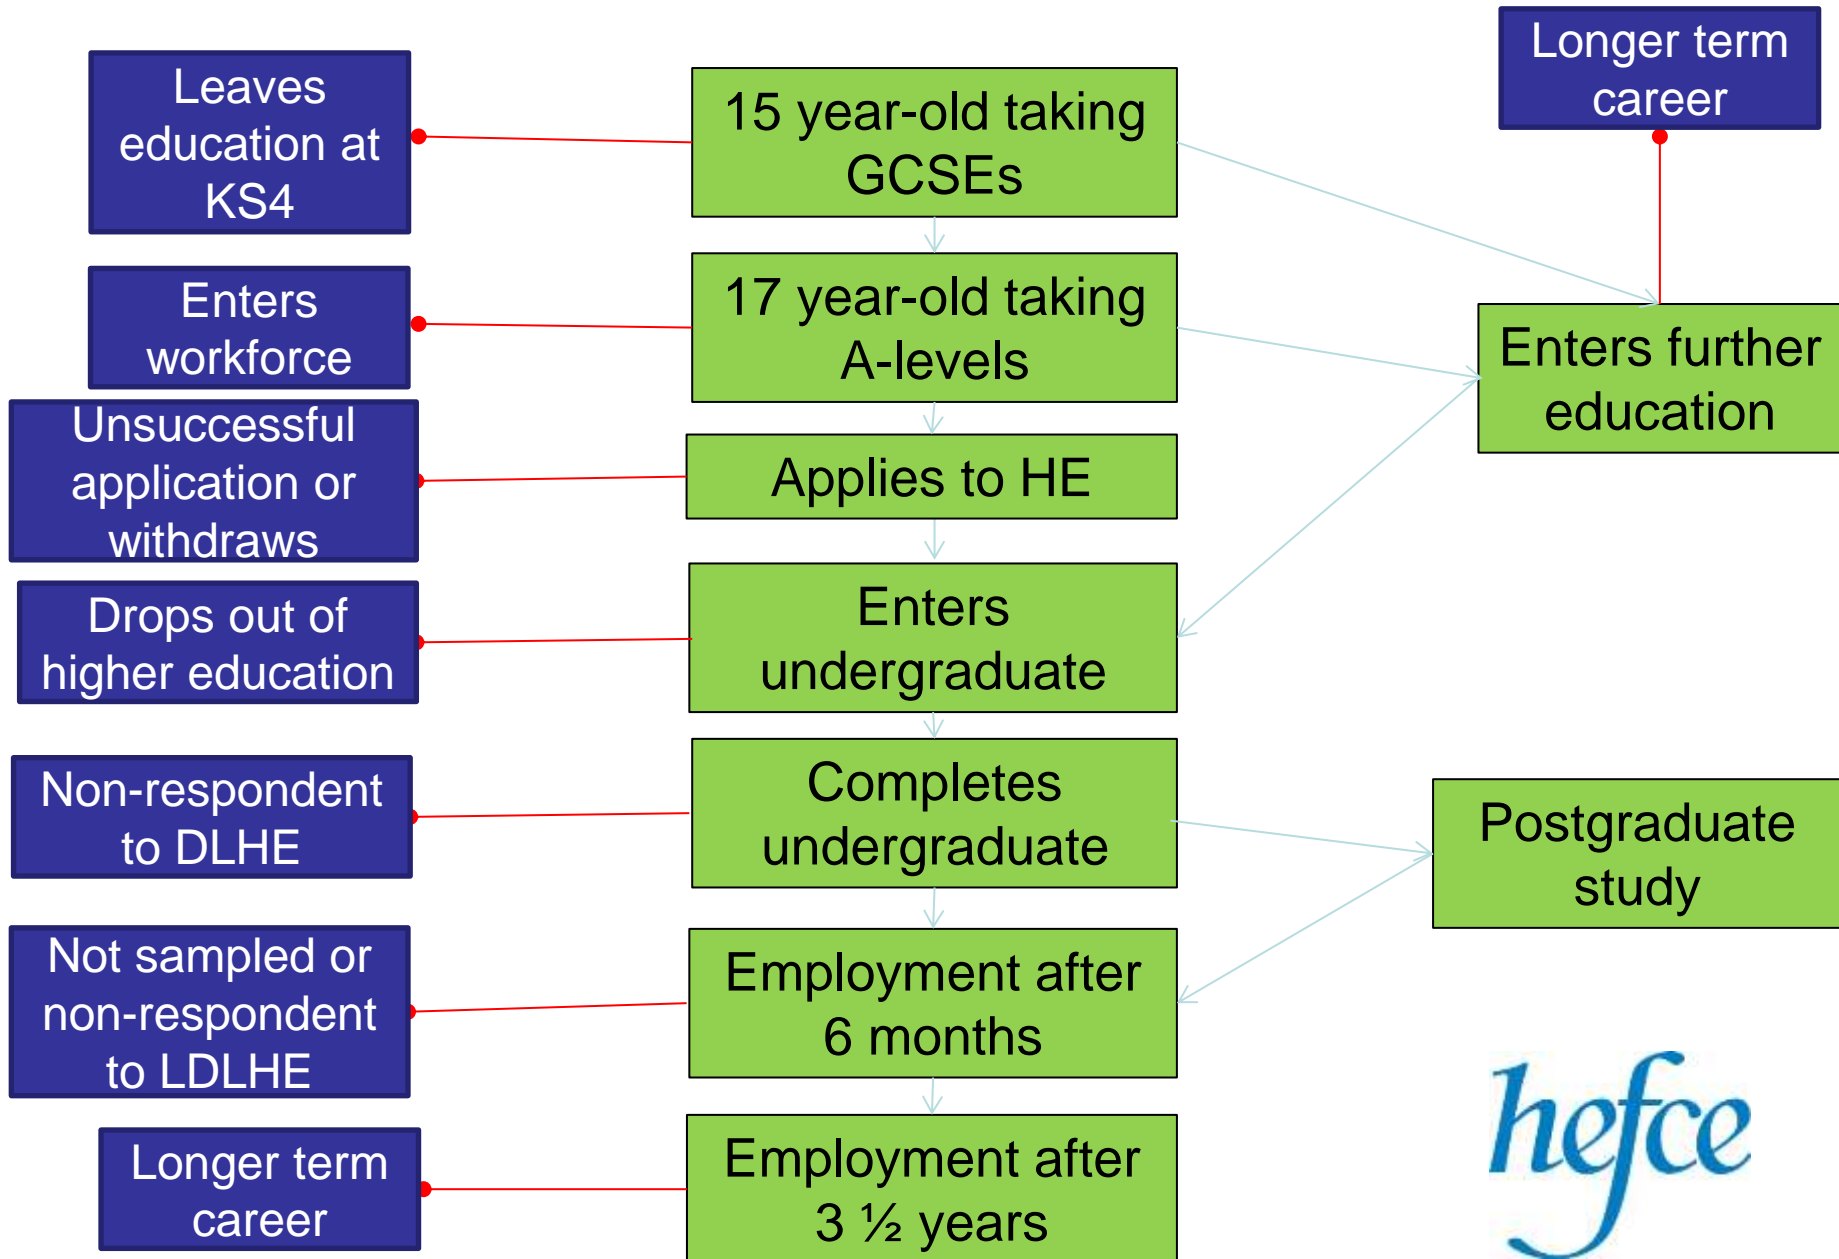 Leaves
education at
KS4
15 year-old taking
GCSEs
Longer term
career
Enters
workforce
17 year-old taking
A-levels
Enters further
education
Unsuccessful
application or
withdraws
Applies to HE
Drops out of
higher education
Enters
undergraduate
Non-respondent
to DLHE
Completes
undergraduate
Postgraduate
study
Not sampled or
non-respondent
to LDLHE
Employment after
6 months
Longer term
career
Employment after
3 ½ years
hefce